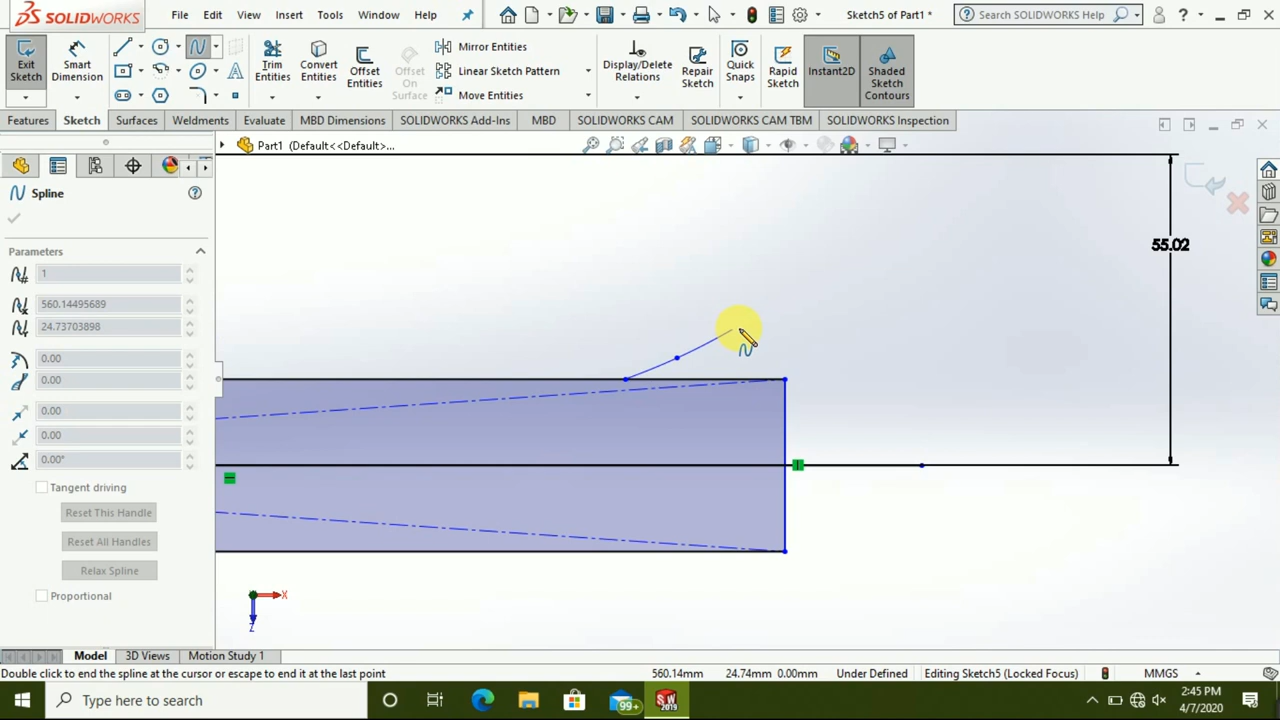 3S SOLIDWORKS File Edit View Insert Tools Window Help Sketch5 of Part1 * Search SOLIDWORKS Help ?
Exit Sketch
Smart Dimension
Trim Entities
Convert Entities
Offset Entities
Offset On Surface
Mirror Entities
Linear Sketch Pattern
Move Entities
Display/Delete Relations
Repair Sketch
Quick Snaps
Rapid Sketch
Instant2D
Shaded Sketch Contours
Features Sketch Surfaces Weldments Evaluate MBD Dimensions SOLIDWORKS Add-Ins MBD SOLIDWORKS CAM SOLIDWORKS CAM TBM SOLIDWORKS Inspection
Part1 (Default<<Default>...
Spline
Parameters
1
560.14495689
24.73703898
0.00
0.00
0.00
0.00
0.00°
Tangent driving
Reset This Handle
Reset All Handles
Relax Spline
Proportional
55.02
X
Z
Model 3D Views Motion Study 1
Double click to end the spline at the cursor or escape to end it at the last point 560.14mm 24.74mm 0.00mm Under Defined Editing Sketch5 (Locked Focus) MMGS
Type here to search
99+
SW
2019
2:45 PM
4/7/2020